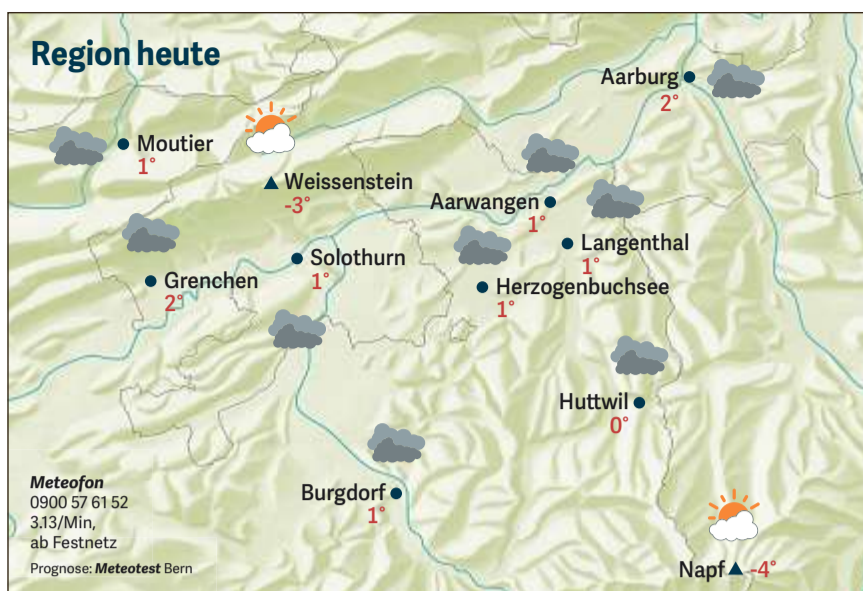 Region heute
Aarburg
2°
Moutier
1°
Weissenstein
-3°
Aarwangen
1°
Langenthal
1°
Solothurn
1°
Grenchen
2°
Herzogenbuchsee
1°
Huttwil
0°
Burgdorf
1°
Napf -4°
Meteofon
0900 57 61 52
3.13/Min,
ab Festnetz
Prognose: Meteotest Bern